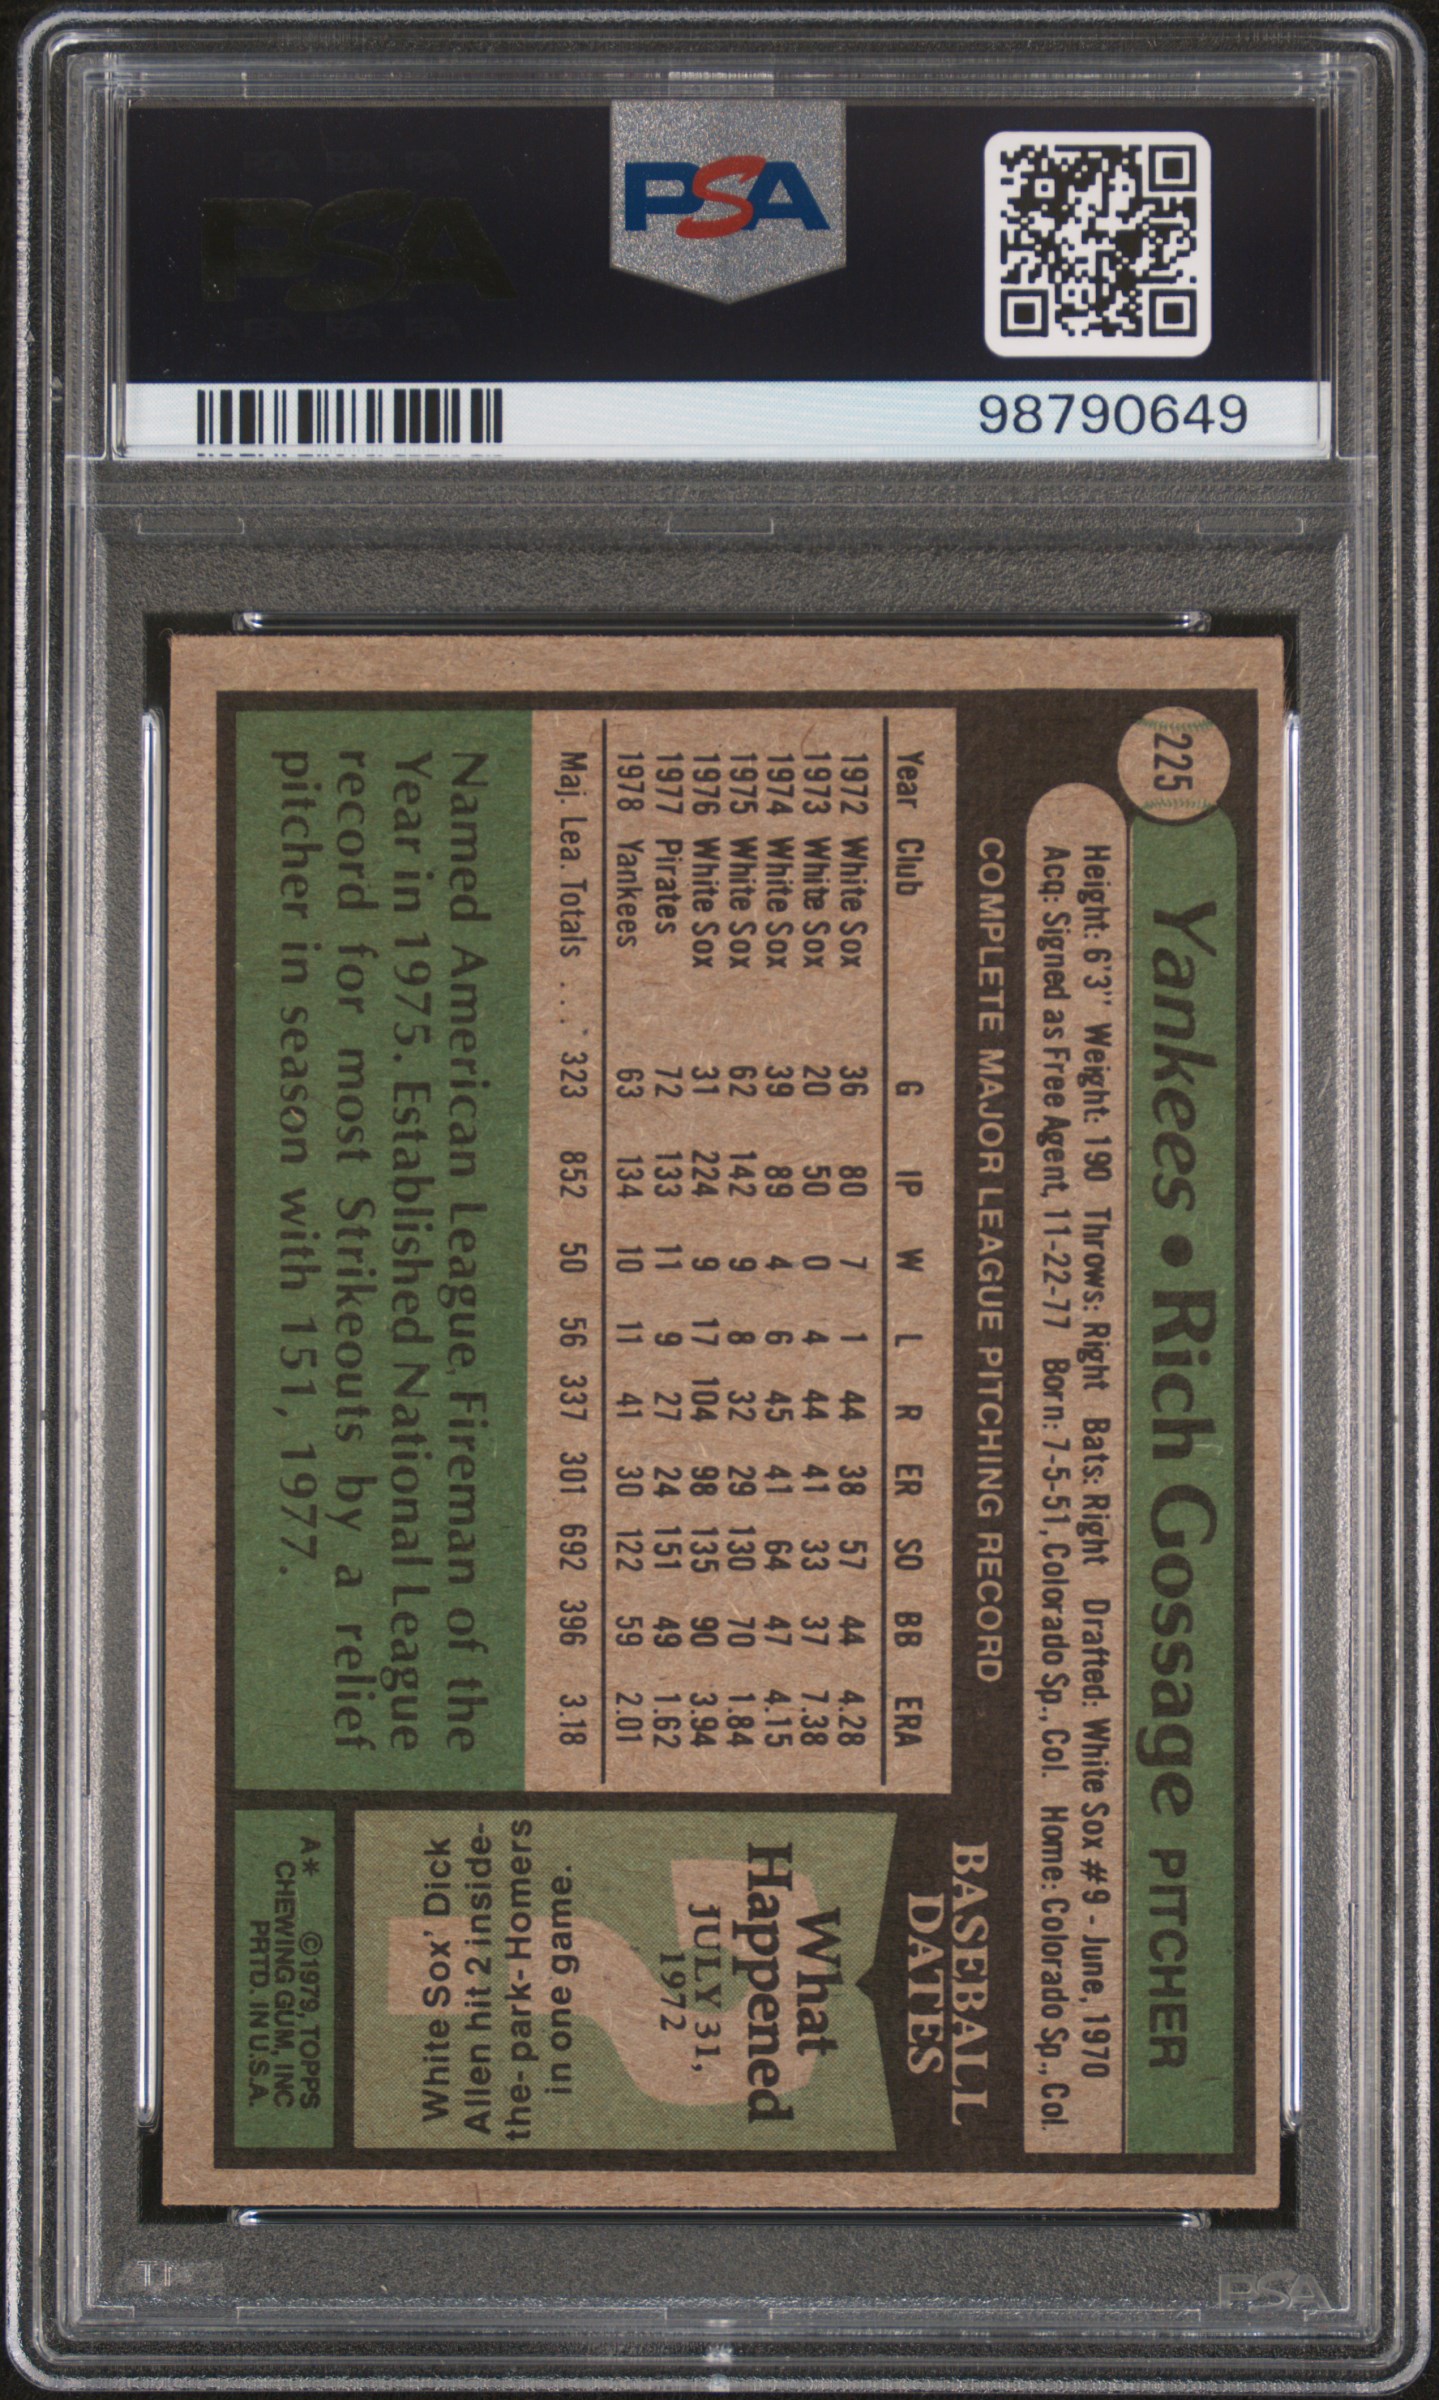 PSA
PSA
98790649
225
Yankees • Rich Gossage PITCHER
Height: 6'3" Weight: 190 Throws: Right Bats: Right Drafted: White Sox #9 - June, 1970
Acq: Signed as Free Agent, 11-22-77 Born: 7-5-51, Colorado Sp., Col. Home: Colorado Sp., Col.
COMPLETE MAJOR LEAGUE PITCHING RECORD
Year Club G IP W L R ER SO BB ERA
1972 White Sox 36 80 7 1 44 38 57 44 4.28
1973 White Sox 20 50 0 4 44 41 33 37 7.38
1974 White Sox 39 89 4 6 45 41 64 47 4.15
1975 White Sox 62 142 9 8 32 29 130 70 1.84
1976 White Sox 31 224 9 17 104 98 135 90 3.94
1977 Pirates 72 133 11 9 27 24 151 49 1.62
1978 Yankees 63 134 10 11 41 30 122 59 2.01
Maj. Lea. Totals ... 323 852 50 56 337 301 692 396 3.18
Named American League Fireman of the
Year in 1975. Established National League
record for most Strikeouts by a relief
pitcher in season with 151, 1977.
BASEBALL
DATES
What
Happened
JULY 31,
1972
White Sox' Dick
Allen hit 2 inside-
the-park-Homers
in one game.
A* ©1979, TOPPS
CHEWING GUM, INC
PRTD. IN U.S.A.
PSA